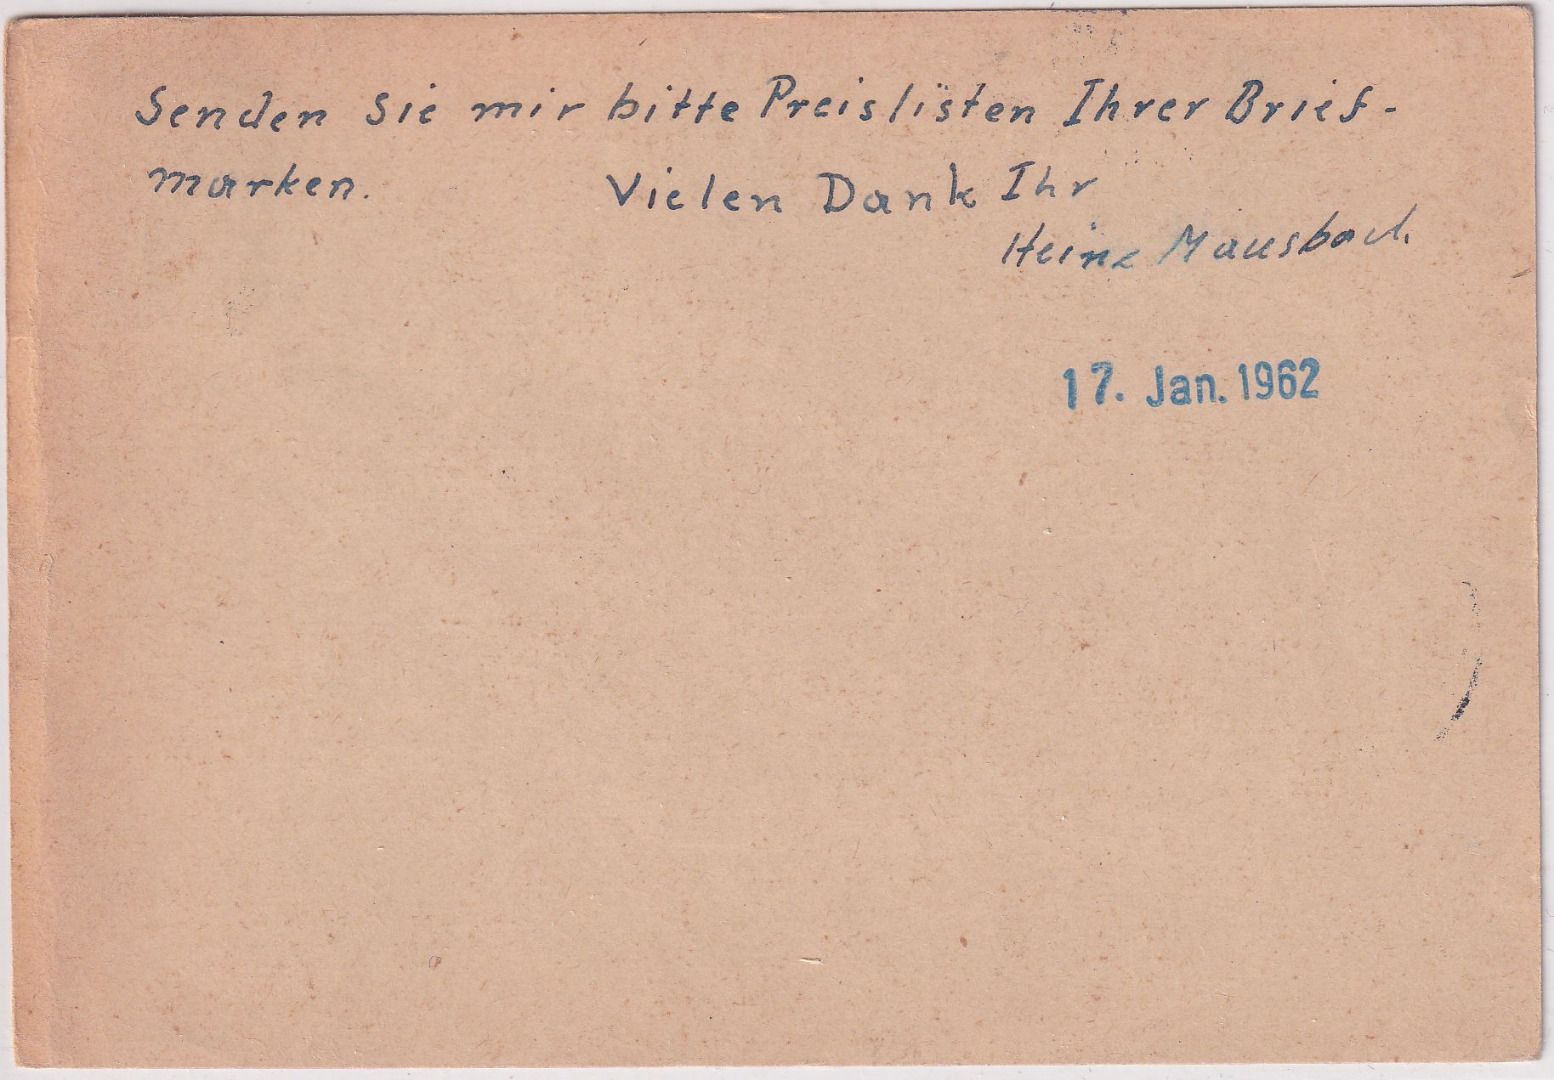 Senden Sie mir bitte Preislisten Ihrer Brief-
marken. Vielen Dank Ihr
Heinz Mausbach
17. Jan. 1962